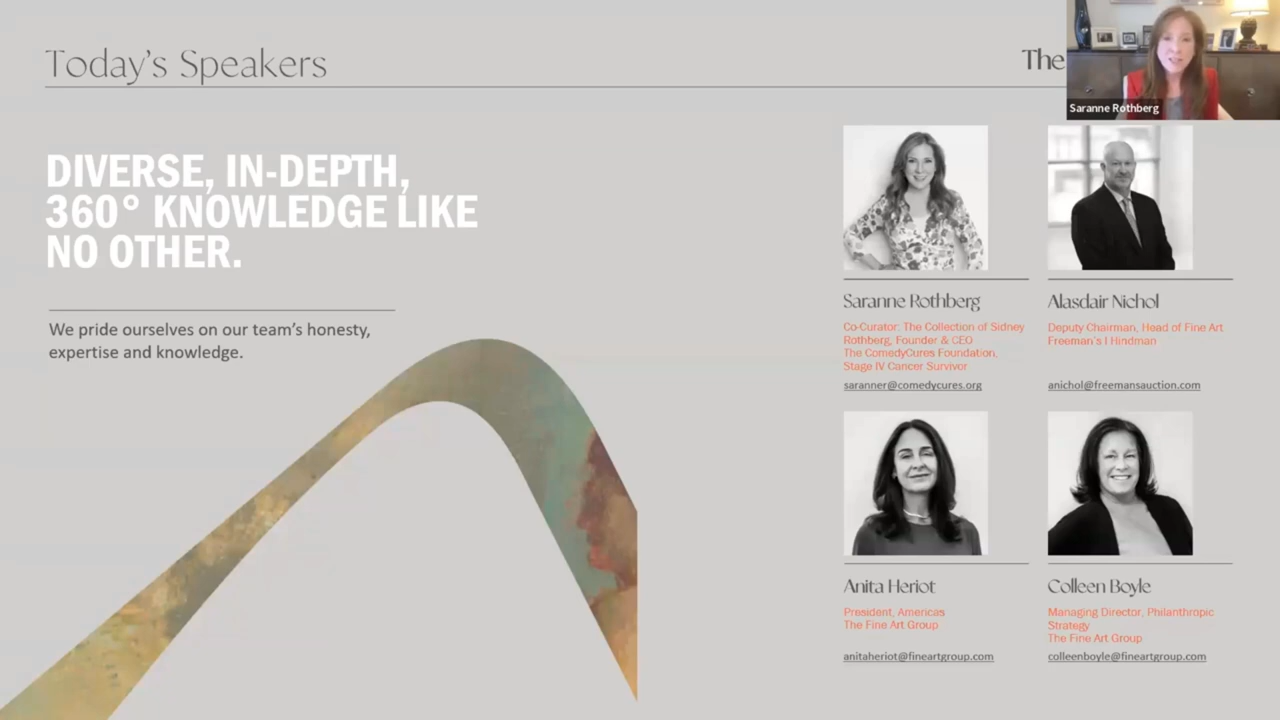 Today's Speakers
The
Saranne Rothberg
DIVERSE, IN-DEPTH,
360° KNOWLEDGE LIKE
NO OTHER.
We pride ourselves on our team's honesty,
expertise and knowledge.
Saranne Rothberg
Co-Curator: The Collection of Sidney
Rothberg, Founder & CEO
The ComedyCures Foundation,
Stage IV Cancer Survivor
saranner@comedycures.org
Alasdair Nichol
Deputy Chairman, Head of Fine Art
Freeman's I Hindman
anichol@freemansauction.com
Anita Heriot
President, Americas
The Fine Art Group
anitaheriot@fineartgroup.com
Colleen Boyle
Managing Director, Philanthropic
Strategy
The Fine Art Group
colleenboyle@fineartgroup.com